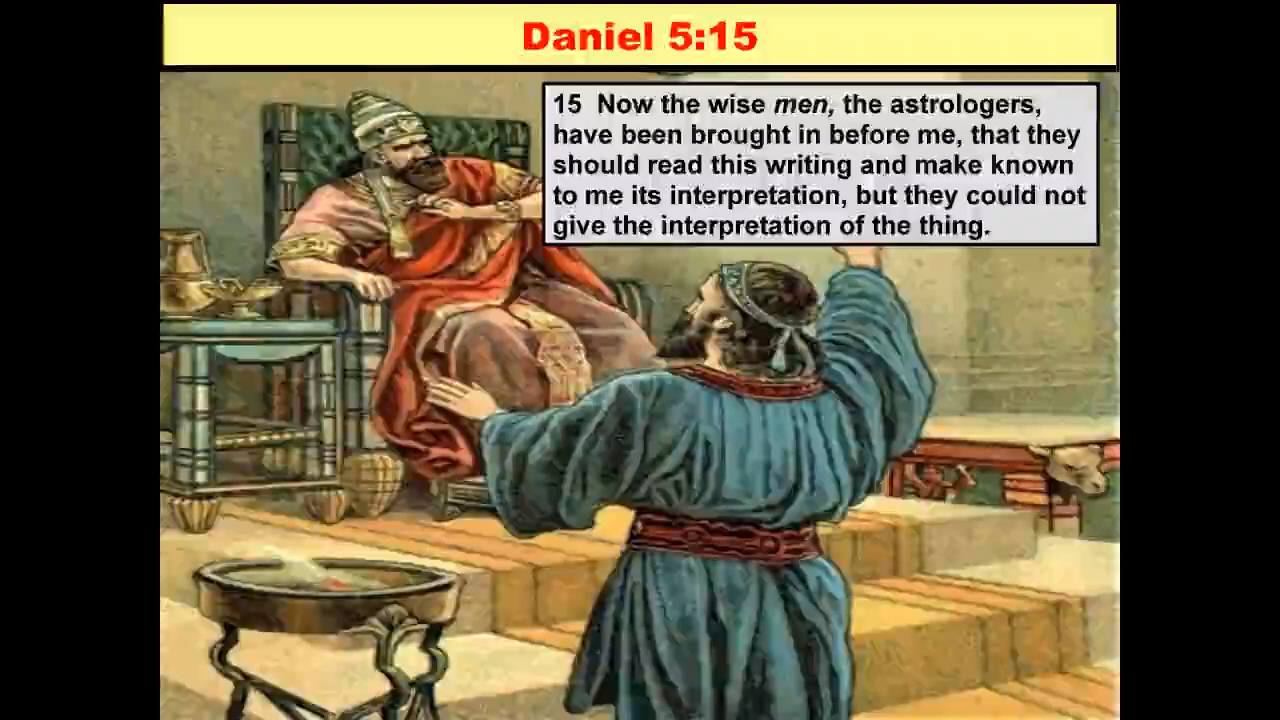 Daniel 5:15
15 Now the wise men, the astrologers,
have been brought in before me, that they
should read this writing and make known
to me its interpretation, but they could not
give the interpretation of the thing.